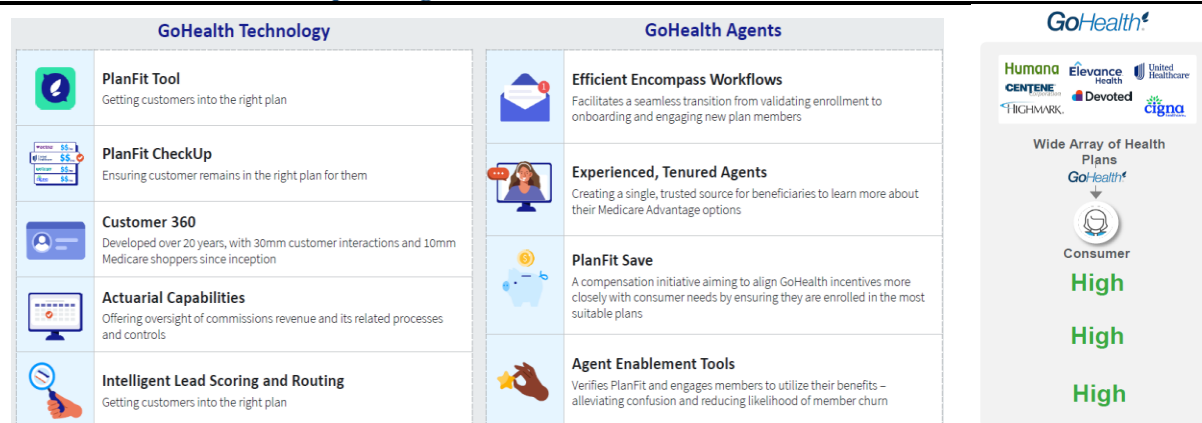 GoHealth Technology
PlanFit Tool
Getting customers into the right plan
PlanFit CheckUp
Ensuring customer remains in the right plan for them
Customer 360
Developed over 20 years, with 30mm customer interactions and 10mm
Medicare shoppers since inception
Actuarial Capabilities
Offering oversight of commissions revenue and its related processes
and controls
Intelligent Lead Scoring and Routing
Getting customers into the right plan
GoHealth Agents
1
Efficient Encompass Workflows
Facilitates a seamless transition from validating enrollment to
onboarding and engaging new plan members
Experienced, Tenured Agents
Creating a single, trusted source for beneficiaries to learn more about
their Medicare Advantage options
PlanFit Save
A compensation initiative aiming to align GoHealth incentives more
closely with consumer needs by ensuring they are enrolled in the most
suitable plans
Agent Enablement Tools
Verifies PlanFit and engages members to utilize their benefits –
alleviating confusion and reducing likelihood of member churn
GoHealth
Humana Elevance Health United Healthcare
CENTENE Corporation Devoted
HIGHMARK. cigna
Wide Array of Health
Plans
GoHealth
Consumer
High
High
High